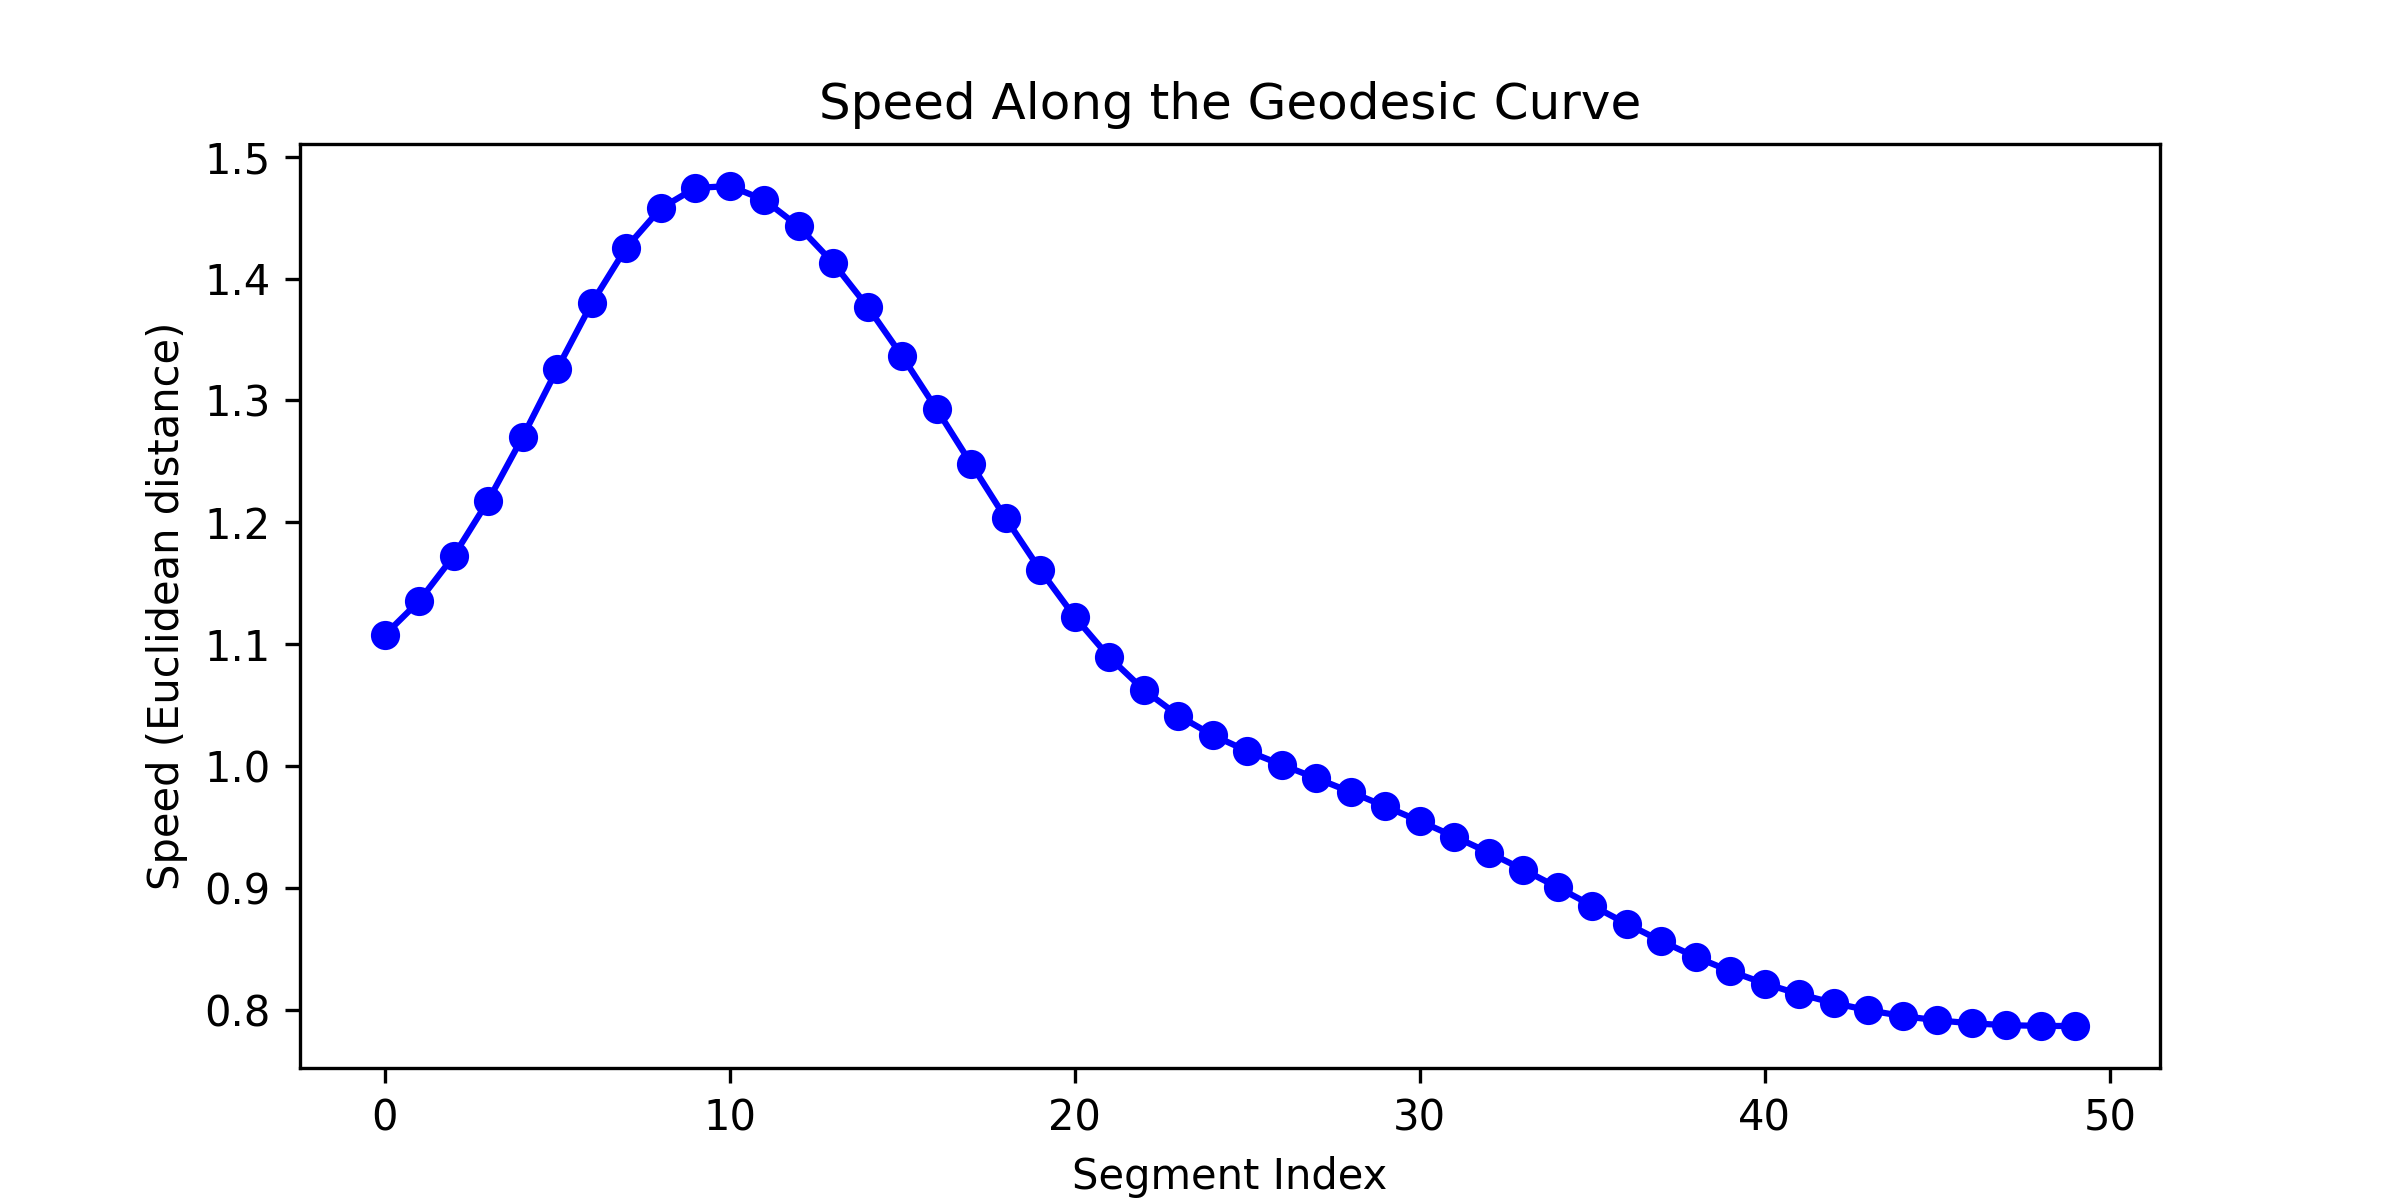 Speed Along the Geodesic Curve
1.5
1.4
1.3
1.2
1.1
1.0
0.9
0.8
Speed (Euclidean distance)
0 10 20 30 40 50
Segment Index